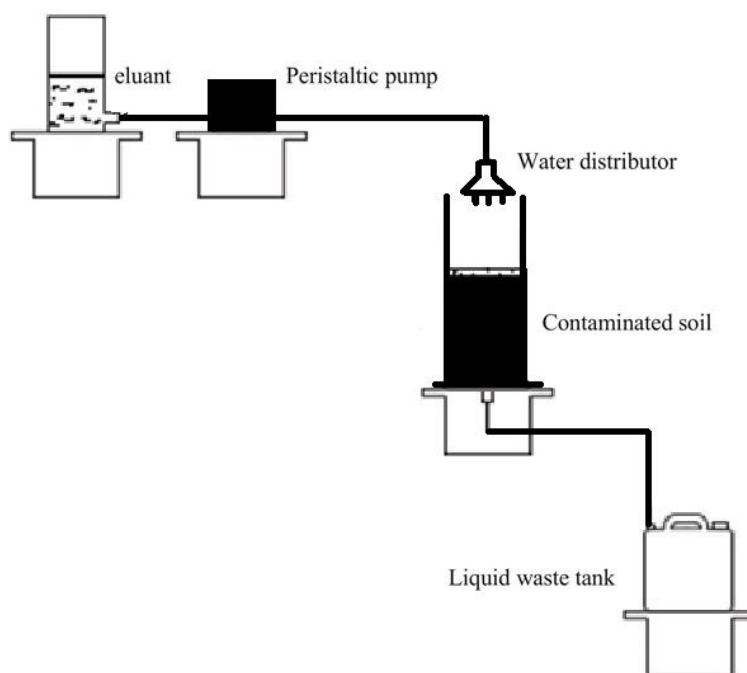 eluant
Peristaltic pump
Water distributor
Contaminated soil
Liquid waste tank